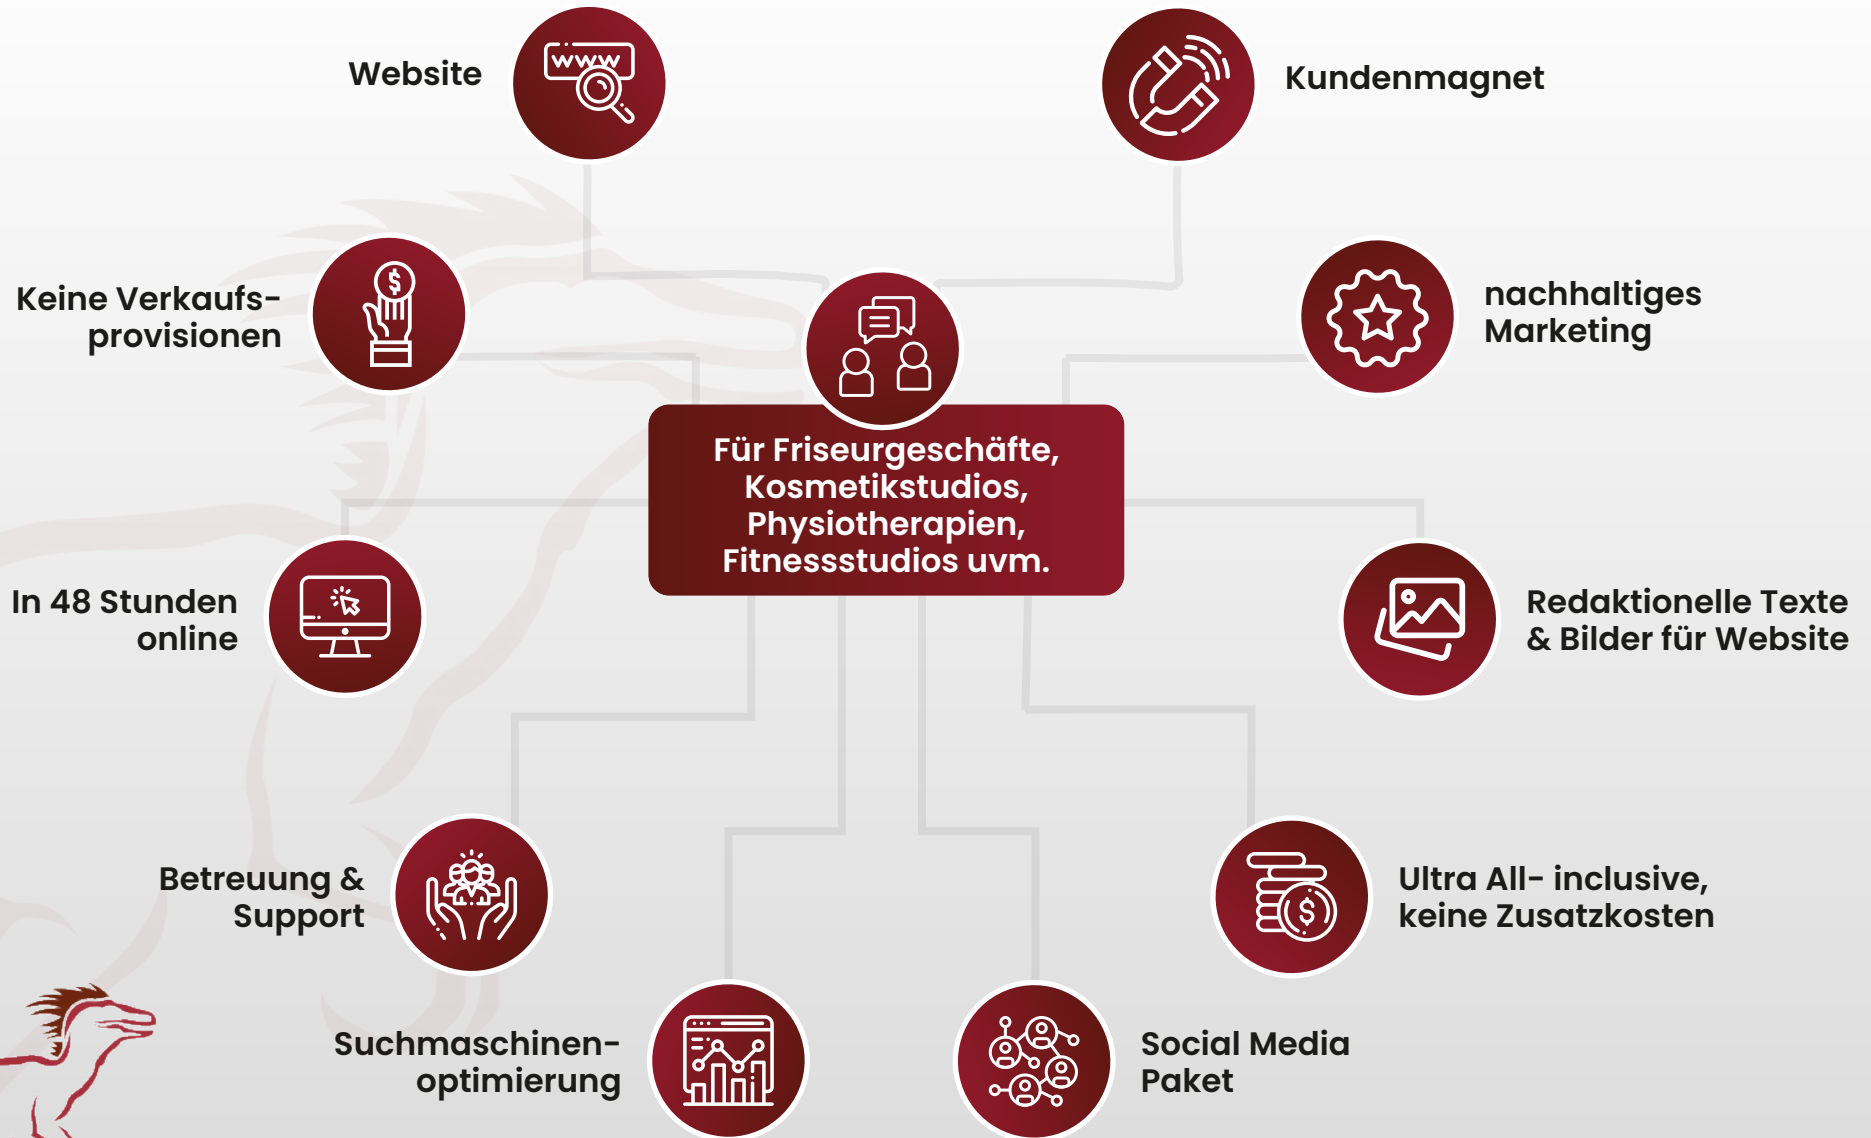 Website
www
Kundenmagnet
Keine Verkaufs-
provisionen
$
nachhaltiges
Marketing
Für Friseurgeschäfte,
Kosmetikstudios,
Physiotherapien,
Fitnessstudios uvm.
In 48 Stunden
online
Redaktionelle Texte
& Bilder für Website
Betreuung &
Support
Ultra All- inclusive,
keine Zusatzkosten
$
Suchmaschinen-
optimierung
Social Media
Paket